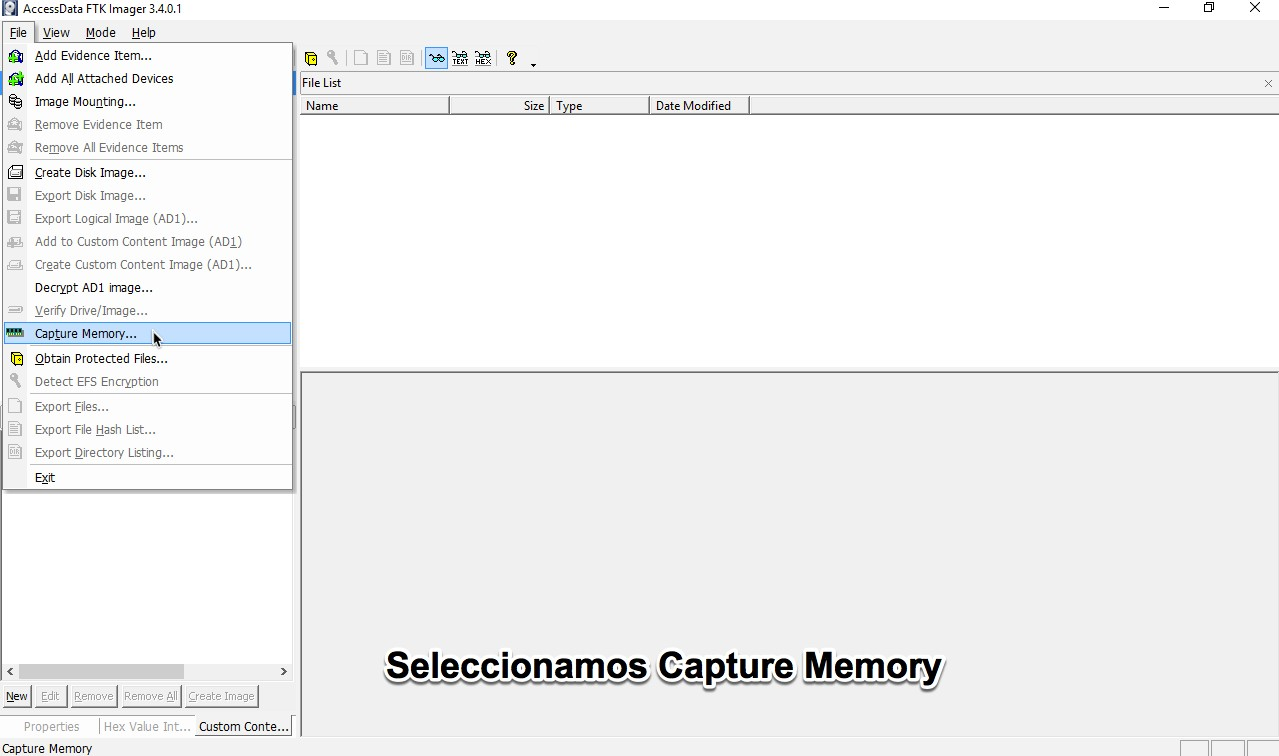 AccessData FTK Imager 3.4.0.1
File View Mode Help
Add Evidence Item...
Add All Attached Devices
Image Mounting...
Remove Evidence Item
Remove All Evidence Items
Create Disk Image...
Export Disk Image...
Export Logical Image (AD1)...
Add to Custom Content Image (AD1)
Create Custom Content Image (AD1)...
Decrypt AD1 image...
Verify Drive/Image...
Capture Memory...
Obtain Protected Files...
Detect EFS Encryption
Export Files...
Export File Hash List...
Export Directory Listing...
Exit
TEXT HEX
File List
Name Size Type Date Modified
Seleccionamos Capture Memory
New Edit Remove Remove All Create Image
Properties Hex Value Int... Custom Conte...
Capture Memory